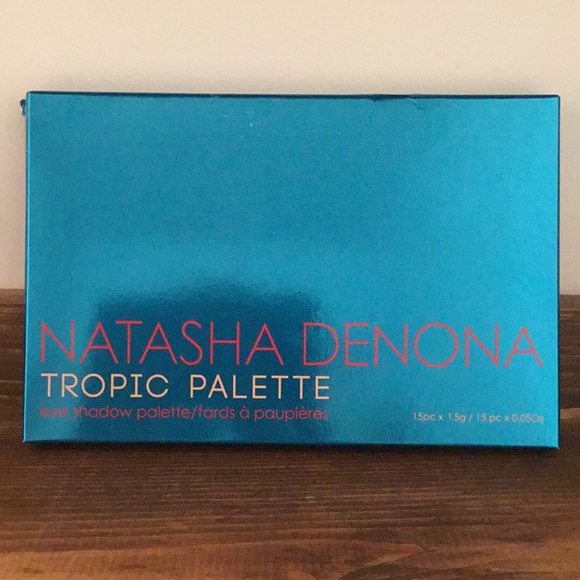 NATASHA DENONA
TROPIC PALETTE
eye shadow palette/fards à paupières
15pc x 1.5g / 15 pc x 0.05Oz